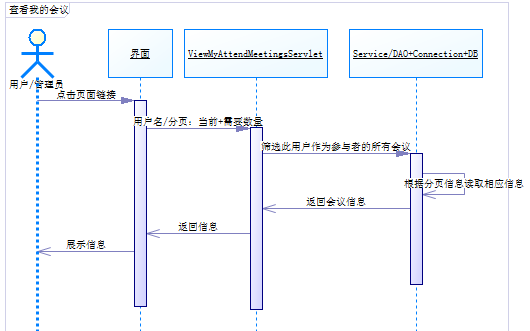 查看我的会议
界面
ViewMyAttendMeetingsServlet
Service/DAO+Connection+DB
用户/管理员
点击页面链接
用户名/分页：当前+需要数量
筛选此用户作为参与者的所有会议
根据分页信息读取相应信息
返回会议信息
返回信息
展示信息